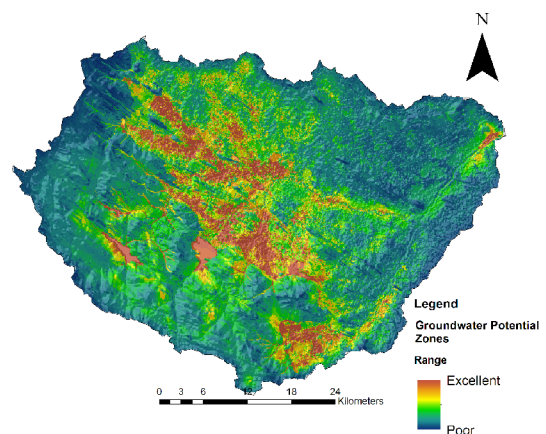 N
Legend
Groundwater Potential
Zones
Range
Excellent
Poor
0 3 6 12 18 24
Kilometers